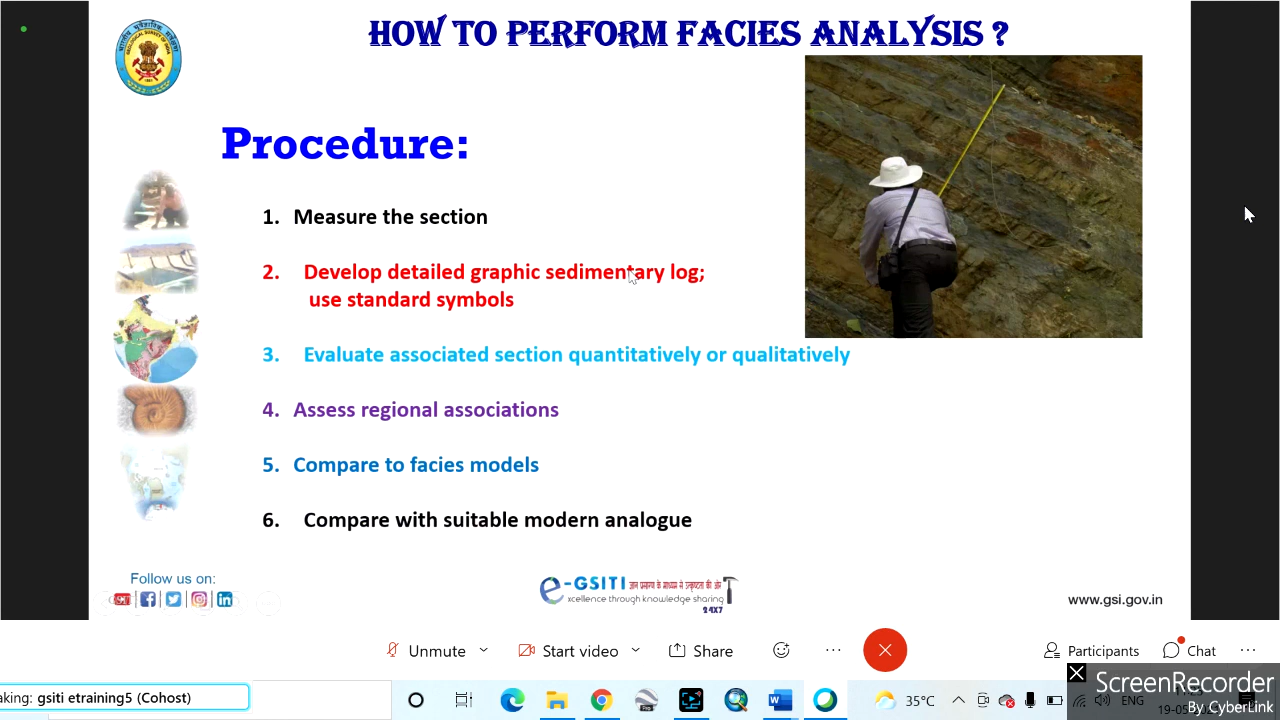 HOW TO PERFORM FACIES ANALYSIS ?
Procedure:
1. Measure the section
2. Develop detailed graphic sedimentary log;
use standard symbols
3. Evaluate associated section quantitatively or qualitatively
4. Assess regional associations
5. Compare to facies models
6. Compare with suitable modern analogue
Follow us on:
e-GSITI
xcellence through knowledge sharing
24X7
www.gsi.gov.in
Unmute
Start video
Share
Participants
Chat
aking: gsiti etraining5 (Cohost)
35°C
ENG
ScreenRecorder
By CyberLink